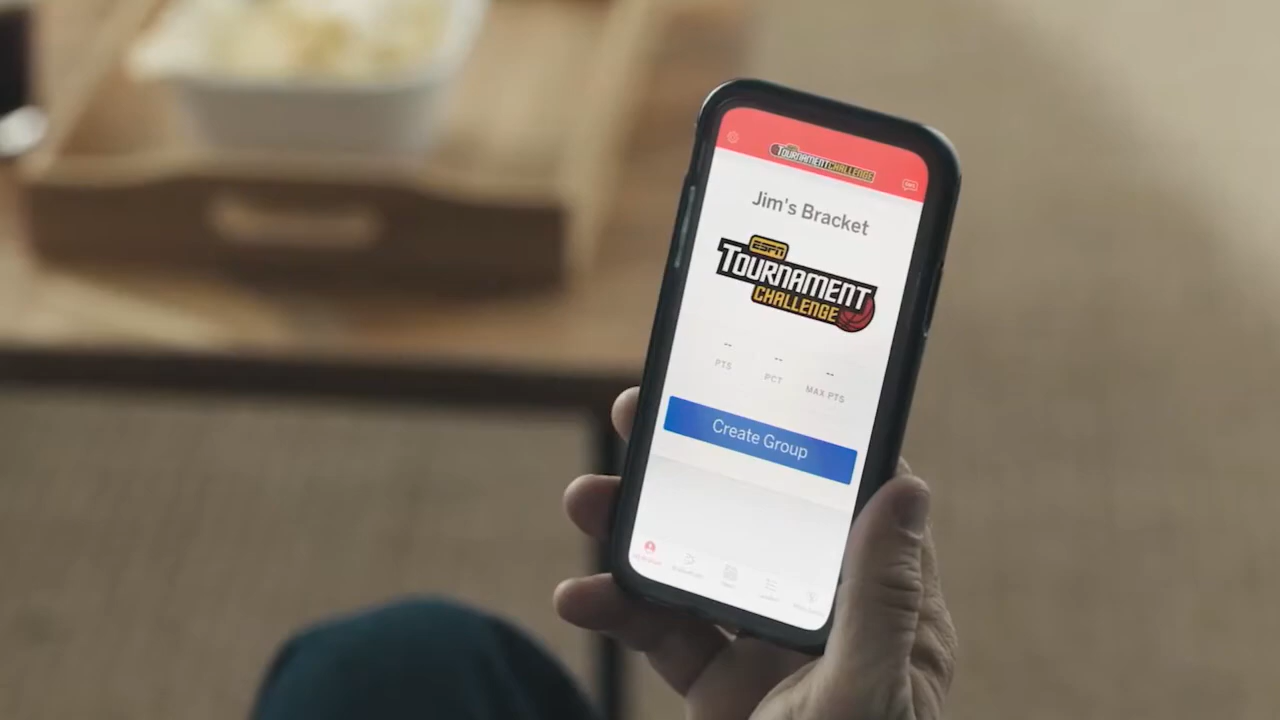 TOURNAMENT CHALLENGE
Jim's Bracket
ESPN
TOURNAMENT
CHALLENGE
-- -- --
PTS PCT MAX PTS
Create Group